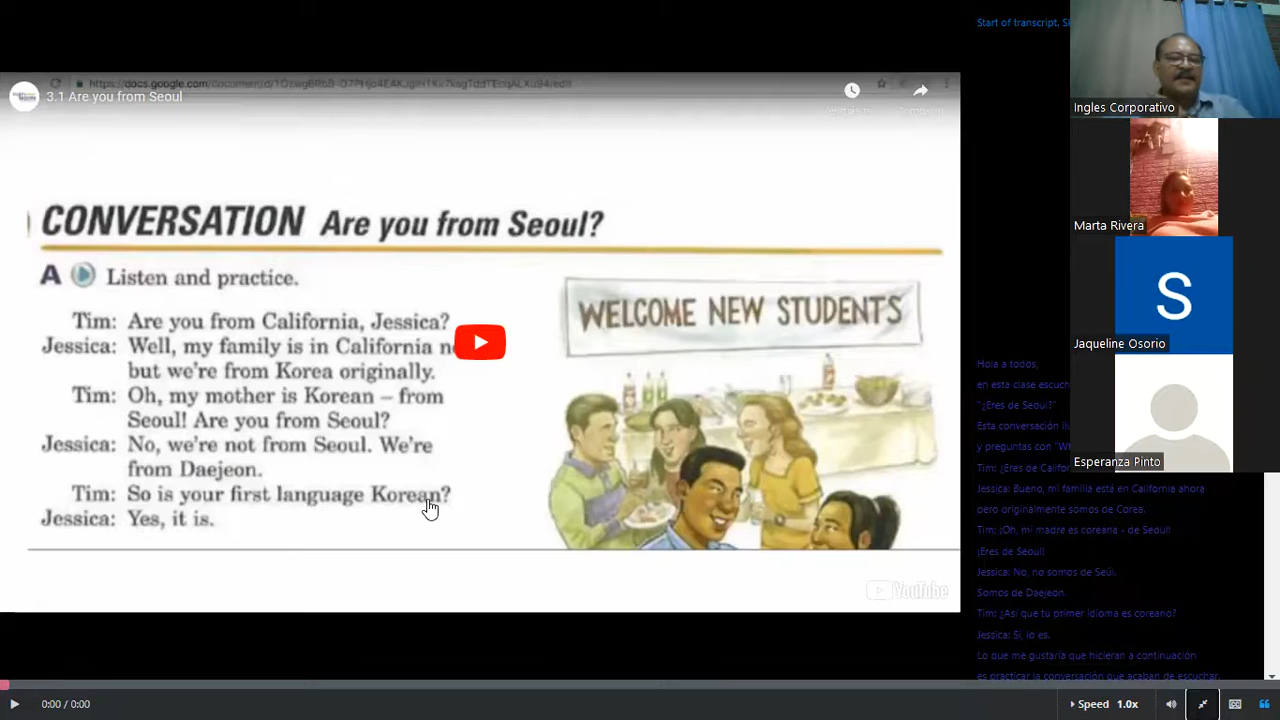 3.1 Are you from Seoul
CONVERSATION Are you from Seoul?
A Listen and practice.
Tim: Are you from California, Jessica?
Jessica: Well, my family is in California
but we're from Korea originally.
Tim: Oh, my mother is Korean – from
Seoul! Are you from Seoul?
Jessica: No, we're not from Seoul. We're
from Daejeon.
Tim: So is your first language Korean?
Jessica: Yes, it is.
WELCOME NEW STUDENTS
YouTube
0:00 / 0:00
Start of transcript.
Hola a todos,
en esta clase
"¿Eres de Seoul?"
Esta conversación
y preguntas con
Tim: ¿Eres de
Jessica: Bueno, mi familia está en California ahora
pero originalmente somos de Corea.
Tim: ¡Oh, mi madre es coreana - de Seoul!
¡Eres de Seoul!
Jessica: No, no somos de Seúl.
Somos de Daejeon.
Tim: ¿Así que tu primer idioma es coreano?
Jessica: Sí, lo es.
Lo que me gustaría que hicieran a continuación
es practicar la conversación que acaban de escuchar.
Speed 1.0x
Ingles Corporativo
Marta Rivera
S
Jaqueline Osorio
Esperanza Pinto